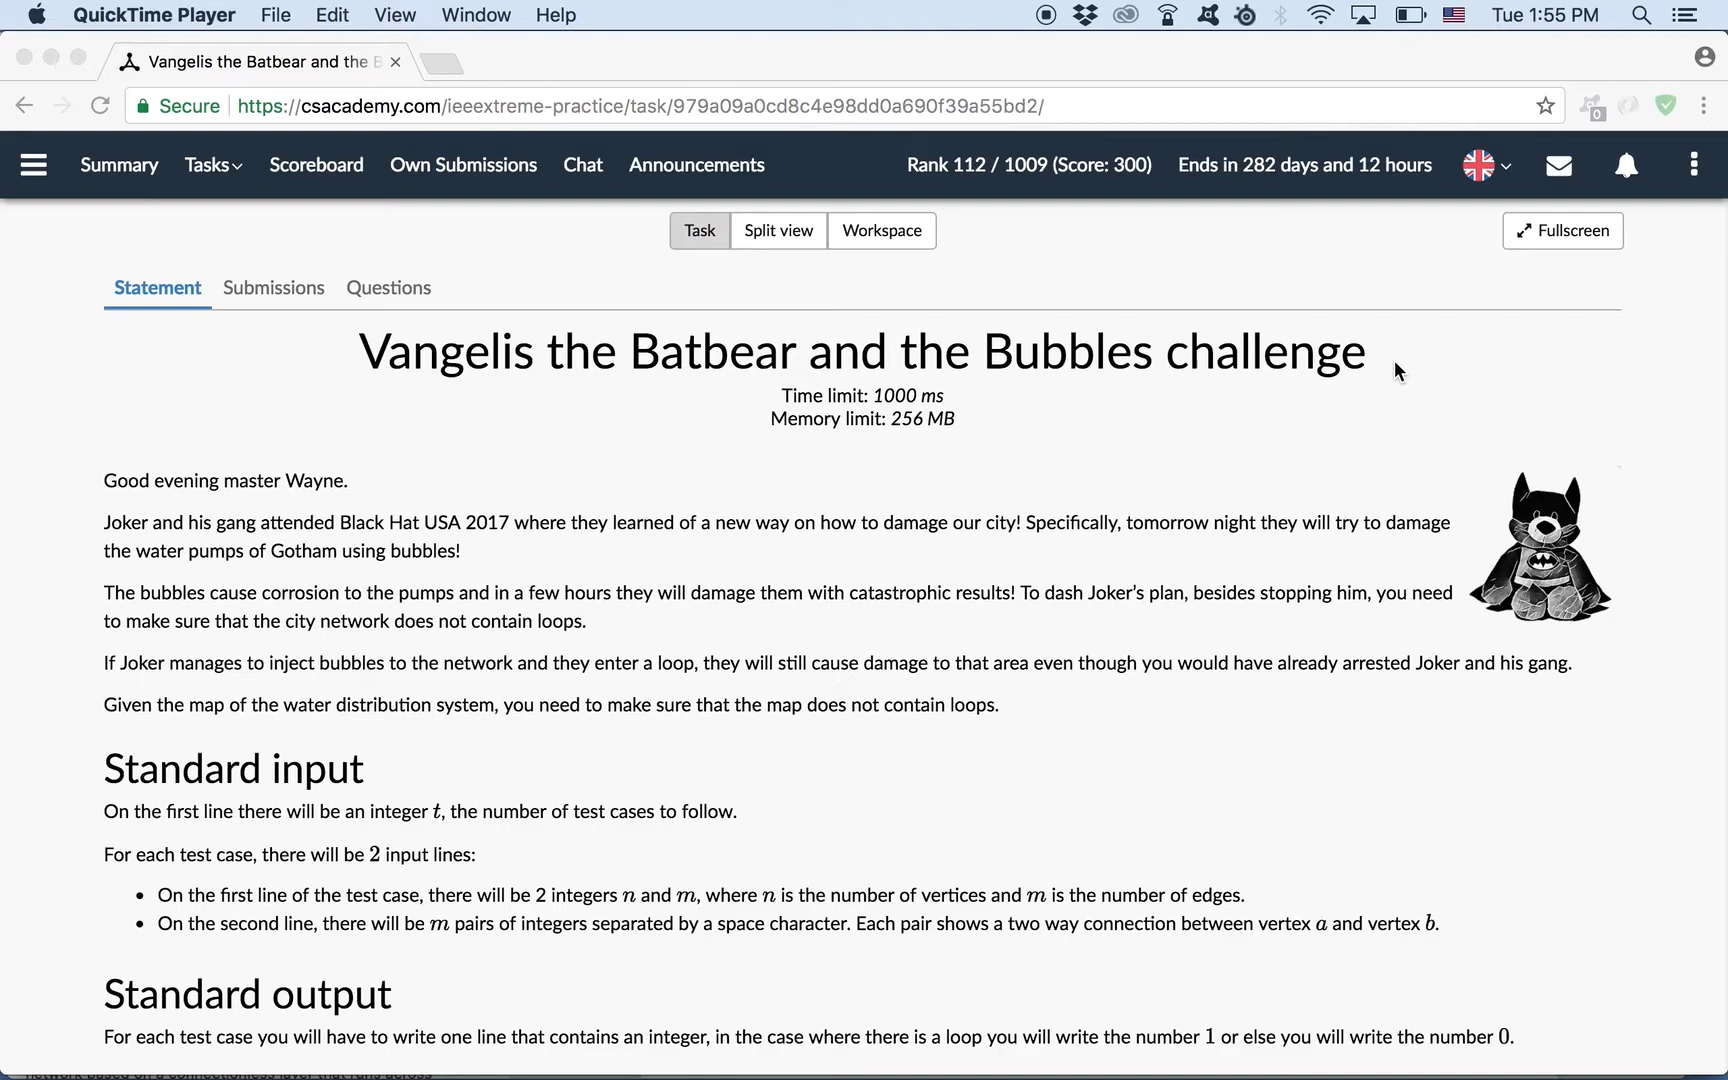 QuickTime Player File Edit View Window Help Tue 1:55 PM
Vangelis the Batbear and the B
Secure https://csacademy.com/ieeextreme-practice/task/979a09a0cd8c4e98dd0a690f39a55bd2/ 0
Summary Tasks Scoreboard Own Submissions Chat Announcements Rank 112 / 1009 (Score: 300) Ends in 282 days and 12 hours
Task Split view Workspace Fullscreen
Statement Submissions Questions
Vangelis the Batbear and the Bubbles challenge
Time limit: 1000 ms
Memory limit: 256 MB
Good evening master Wayne.
Joker and his gang attended Black Hat USA 2017 where they learned of a new way on how to damage our city! Specifically, tomorrow night they will try to damage
the water pumps of Gotham using bubbles!
The bubbles cause corrosion to the pumps and in a few hours they will damage them with catastrophic results! To dash Joker's plan, besides stopping him, you need
to make sure that the city network does not contain loops.
If Joker manages to inject bubbles to the network and they enter a loop, they will still cause damage to that area even though you would have already arrested Joker and his gang.
Given the map of the water distribution system, you need to make sure that the map does not contain loops.
Standard input
On the first line there will be an integer t, the number of test cases to follow.
For each test case, there will be 2 input lines:
• On the first line of the test case, there will be 2 integers n and m, where n is the number of vertices and m is the number of edges.
• On the second line, there will be m pairs of integers separated by a space character. Each pair shows a two way connection between vertex a and vertex b.
Standard output
For each test case you will have to write one line that contains an integer, in the case where there is a loop you will write the number 1 or else you will write the number 0.